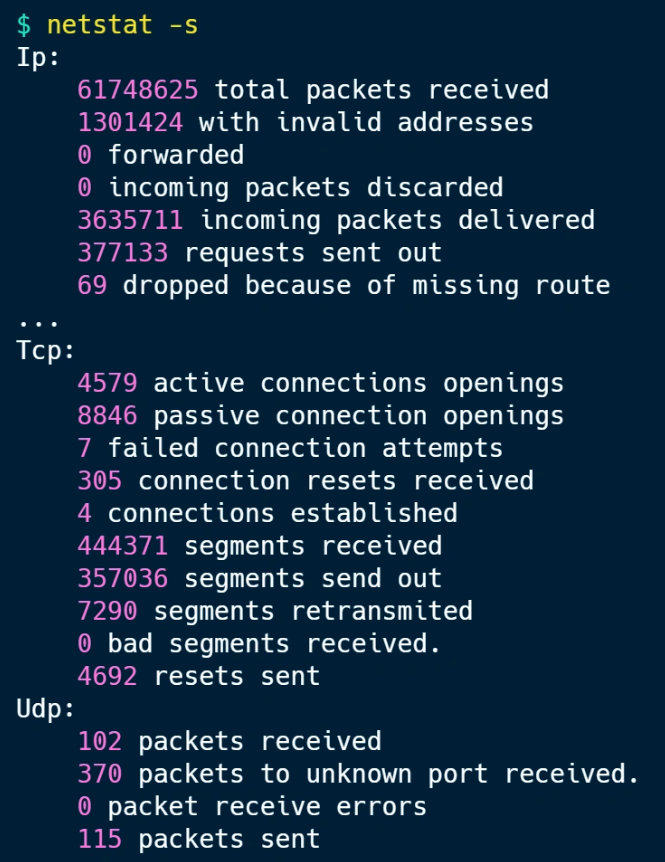 $ netstat -s
Ip:
61748625 total packets received
1301424 with invalid addresses
0 forwarded
0 incoming packets discarded
3635711 incoming packets delivered
377133 requests sent out
69 dropped because of missing route
...
Tcp:
4579 active connections openings
8846 passive connection openings
7 failed connection attempts
305 connection resets received
4 connections established
444371 segments received
357036 segments send out
7290 segments retransmited
0 bad segments received.
4692 resets sent
Udp:
102 packets received
370 packets to unknown port received.
0 packet receive errors
115 packets sent